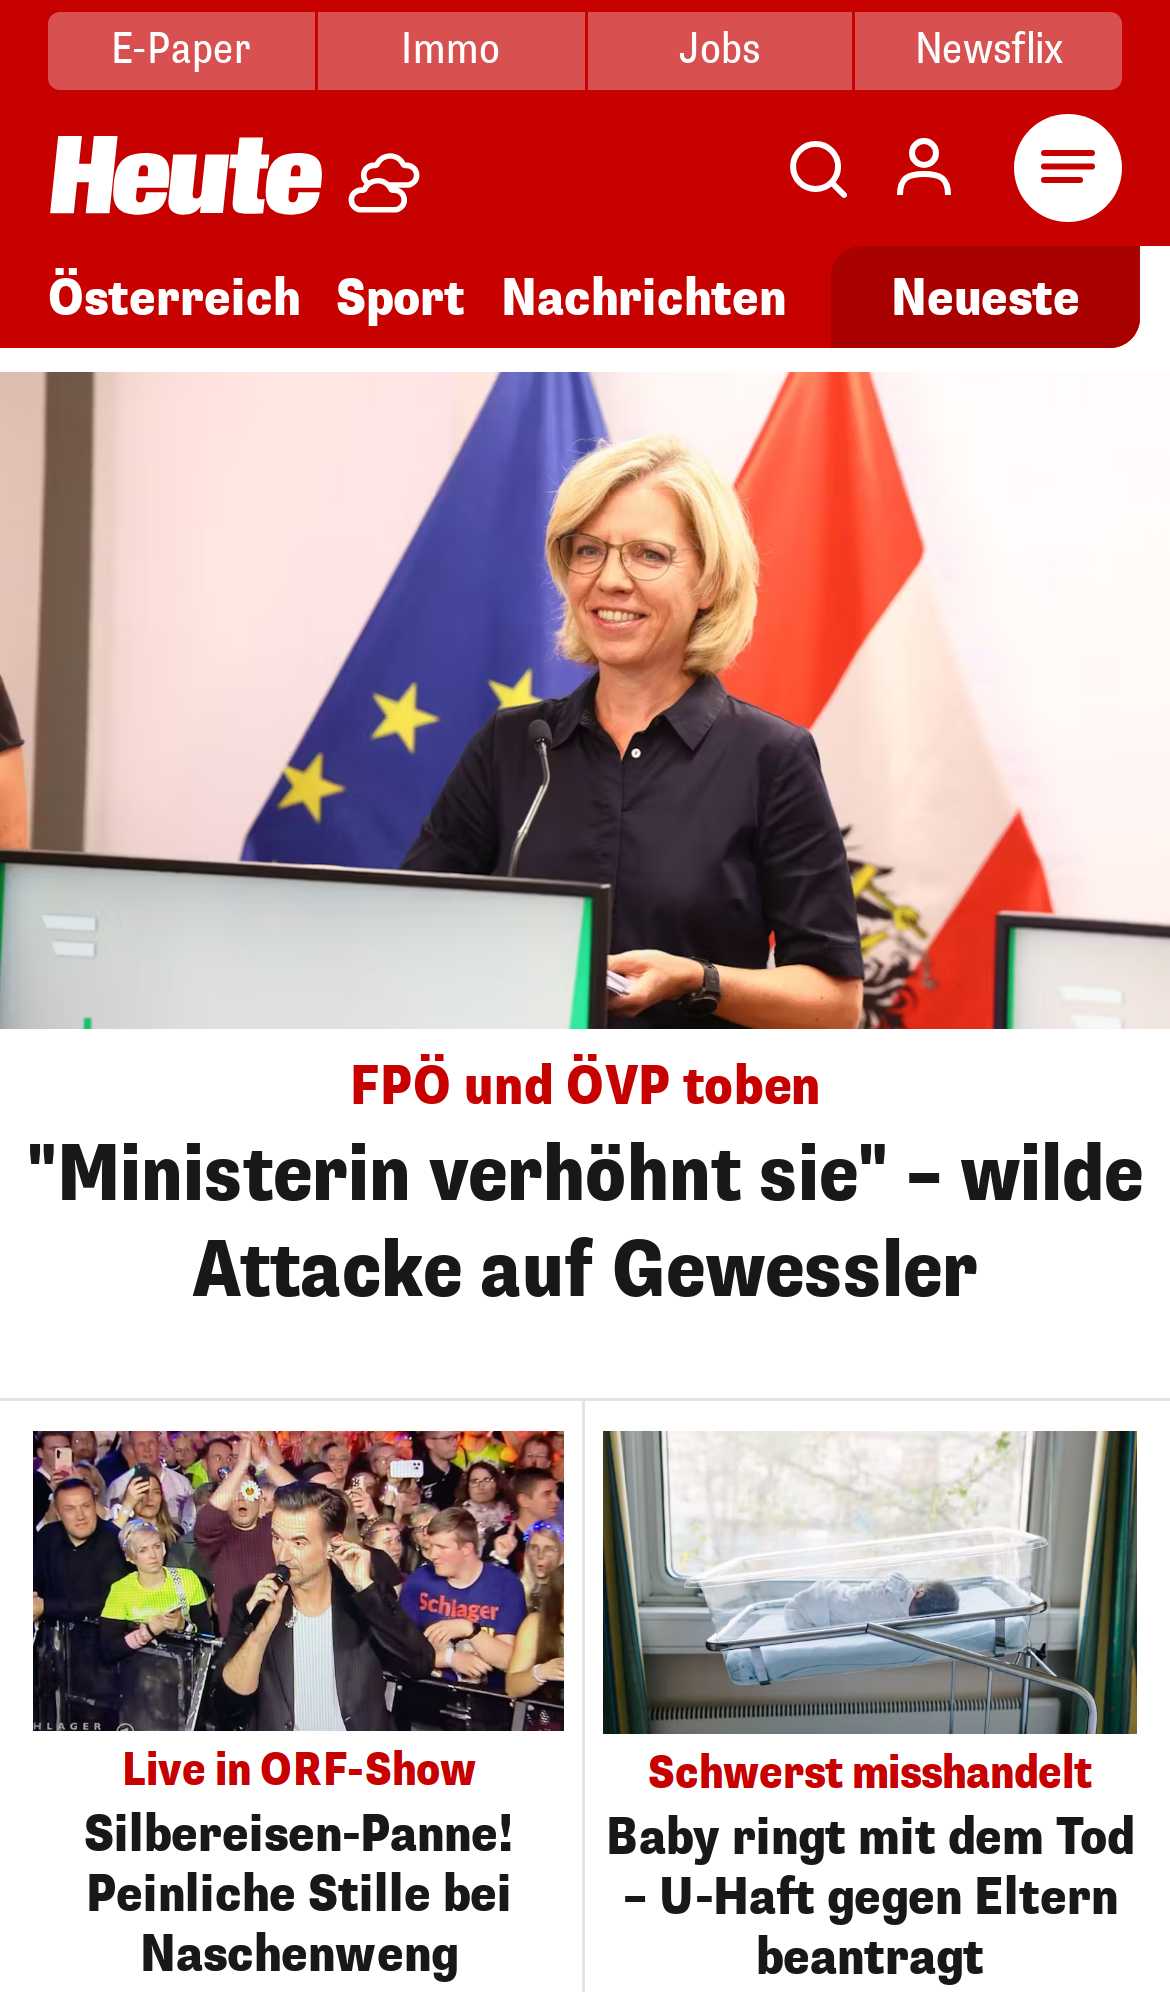 E-Paper
Immo
Jobs
Newsflix
Heute
Österreich
Sport
Nachrichten
Neueste
FPÖ und ÖVP toben
"Ministerin verhöhnt sie" – wilde
Attacke auf Gewessler
Schlager
HLAGER
Live in ORF-Show
Silbereisen-Panne!
Peinliche Stille bei
Naschenweng
Schwerst misshandelt
Baby ringt mit dem Tod
– U-Haft gegen Eltern
beantragt